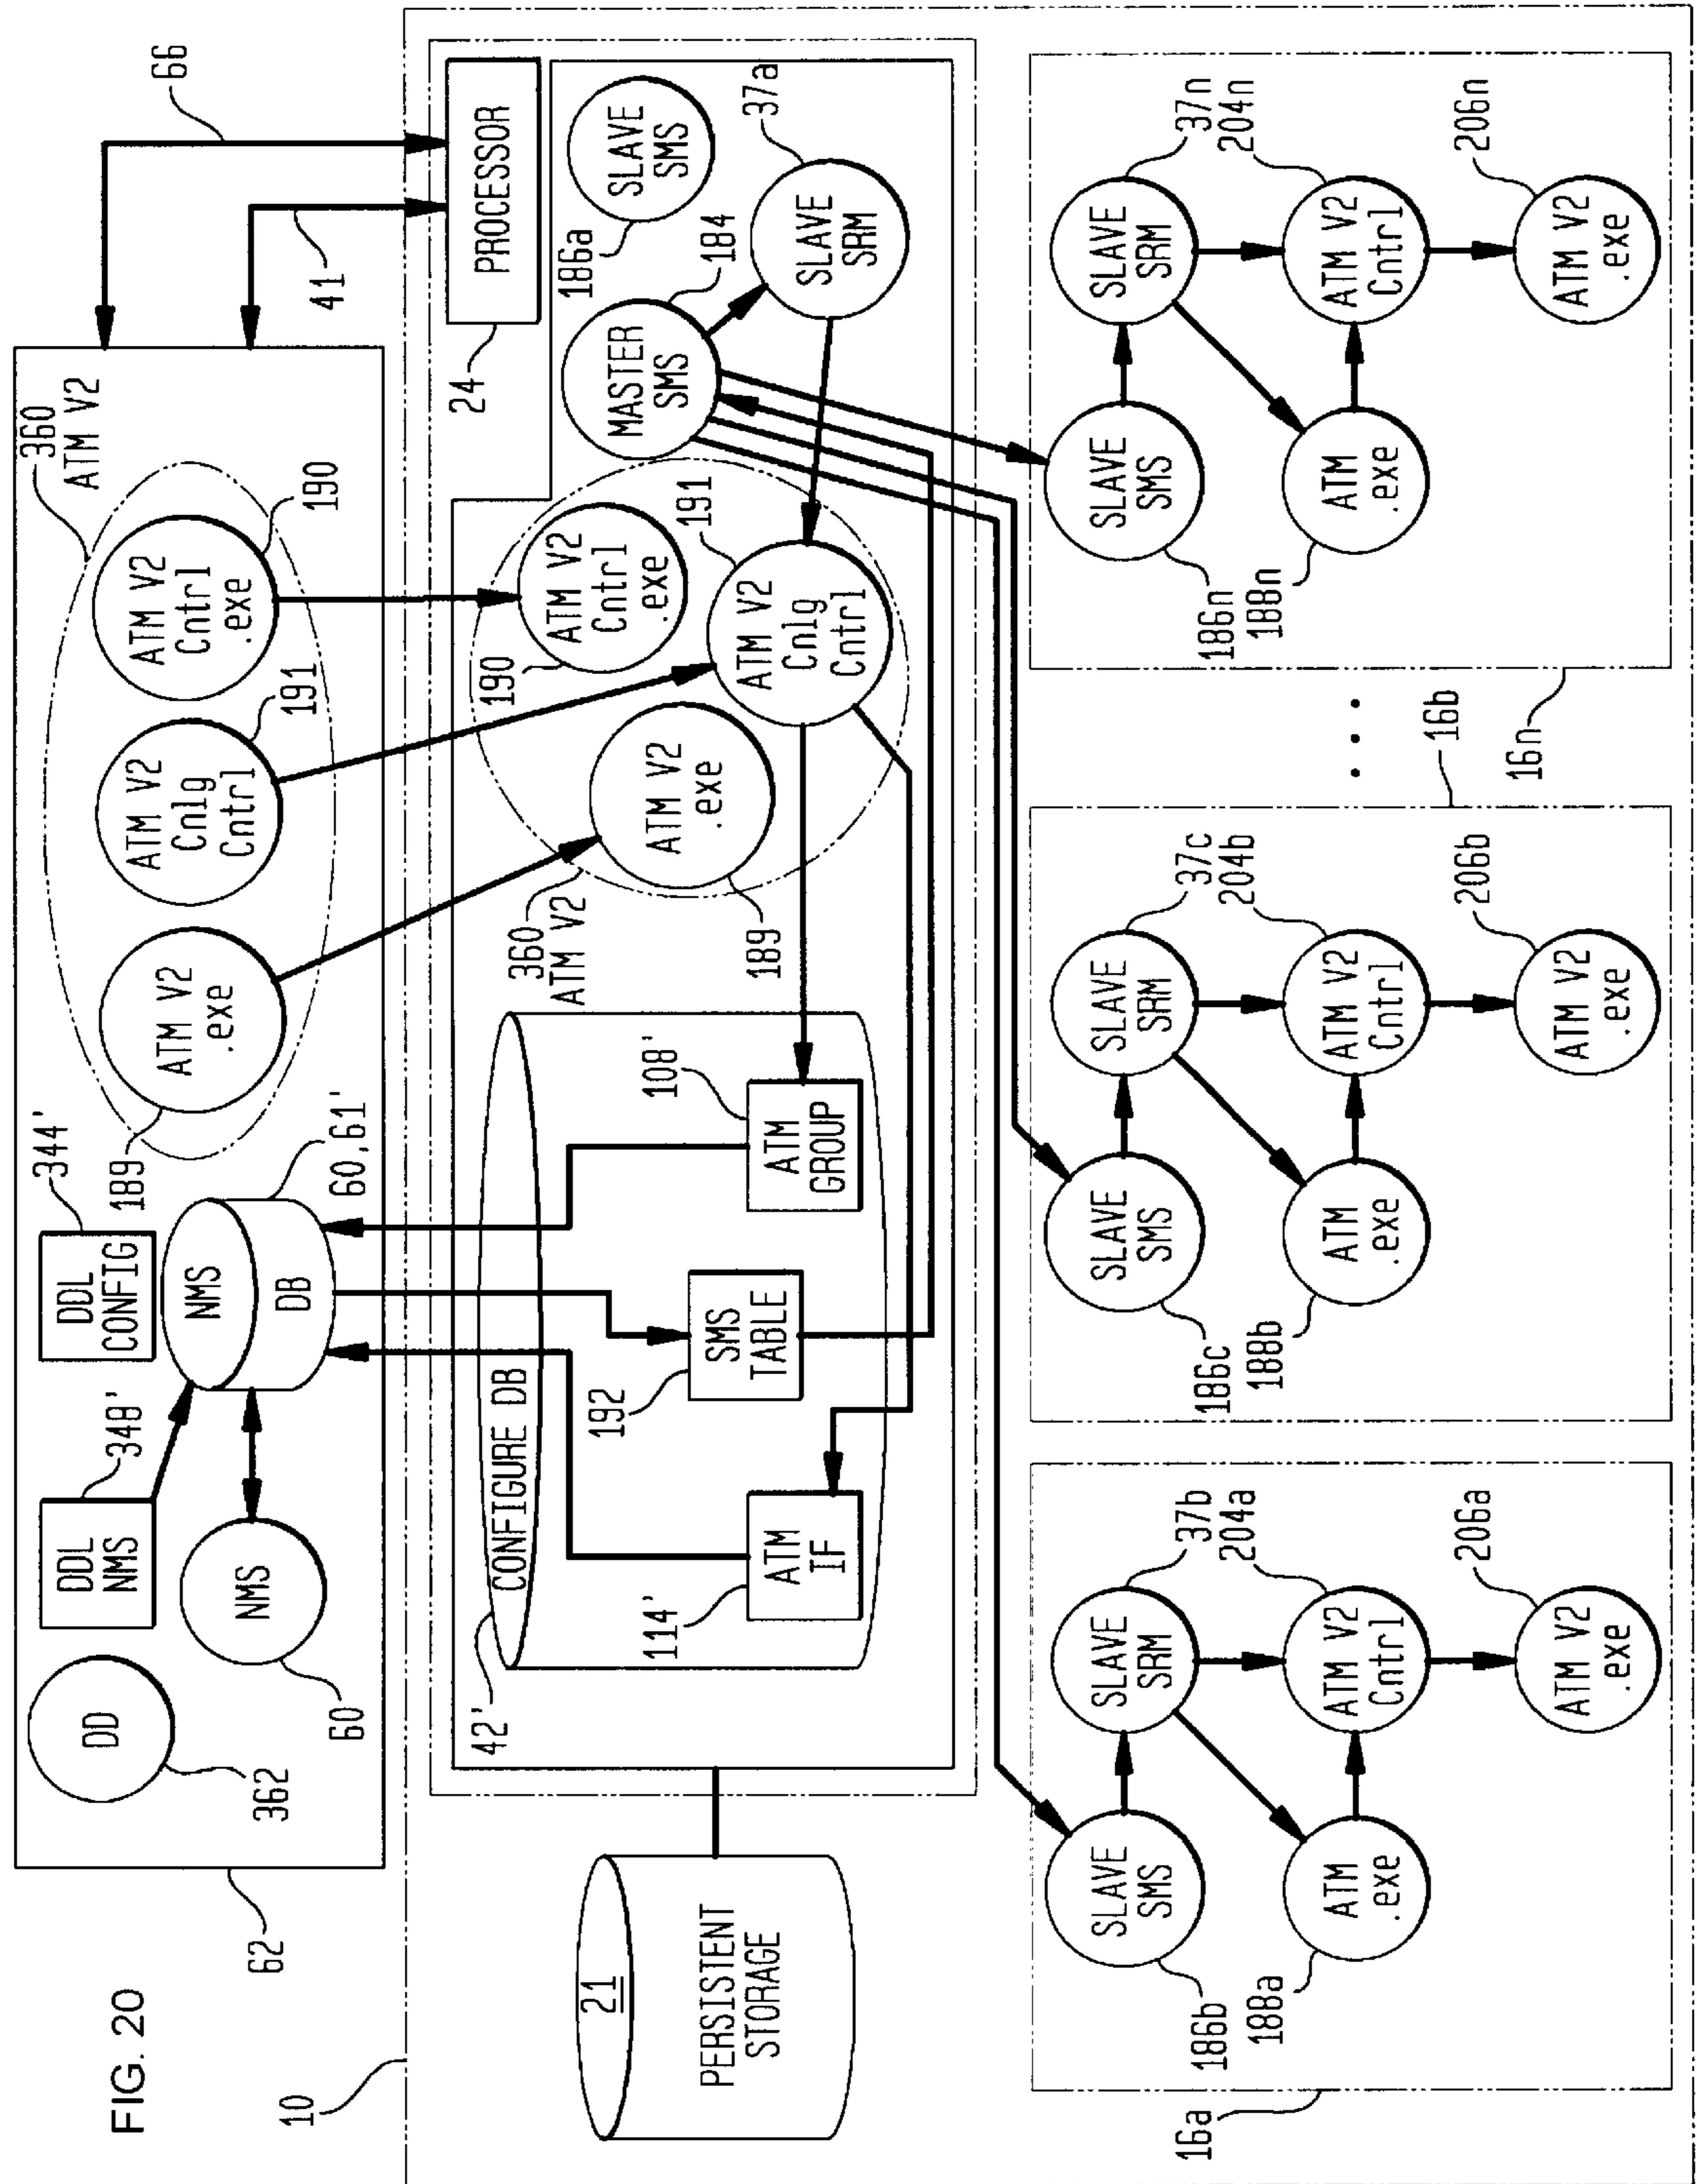 FIG. 20
10
62
DD
362
DDL
NMS
348'
NMS
60
DDL
CONFIG
344'
NMS
DB
60,61'
189
ATM V2
.exe
ATM V2
Cnlg
Cntrl
191
ATM V2
Cntrl
.exe
190
360
ATM V2
41
66
21
PERSISTENT
STORAGE
42'
CONFIGURE DB
114'
ATM
IF
192
SMS
TABLE
108'
ATM
GROUP
360
ATM V2
189
ATM V2
.exe
190
ATM V2
Cntrl
.exe
ATM V2
Cnlg
Cntrl
191
24
PROCESSOR
MASTER
SMS
184
186a
SLAVE
SMS
SLAVE
SRM
37a
16a
186b
SLAVE
SMS
188a
ATM
.exe
SLAVE
SRM
37b
204a
ATM V2
Cntrl
206a
ATM V2
.exe
186c
SLAVE
SMS
188b
ATM
.exe
SLAVE
SRM
37c
204b
ATM V2
Cntrl
206b
ATM V2
.exe
16b
. . .
16n
186n
SLAVE
SMS
188n
ATM
.exe
SLAVE
SRM
37n
204n
ATM V2
Cntrl
206n
ATM V2
.exe